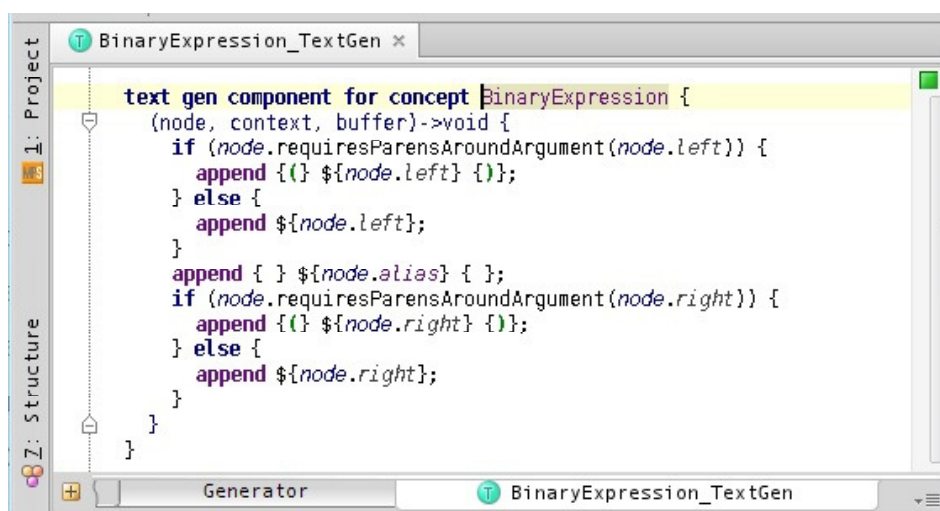 BinaryExpression_TextGen ×
1: Project
MPS
text gen component for concept BinaryExpression {
(node, context, buffer)->void {
if (node.requiresParensAroundArgument(node.left)) {
append {(} ${node.left} {)};
} else {
append ${node.left};
}
append { } ${node.alias} { };
if (node.requiresParensAroundArgument(node.right)) {
append {(} ${node.right} {)};
} else {
append ${node.right};
}
}
}
Z: Structure
Generator
T BinaryExpression_TextGen